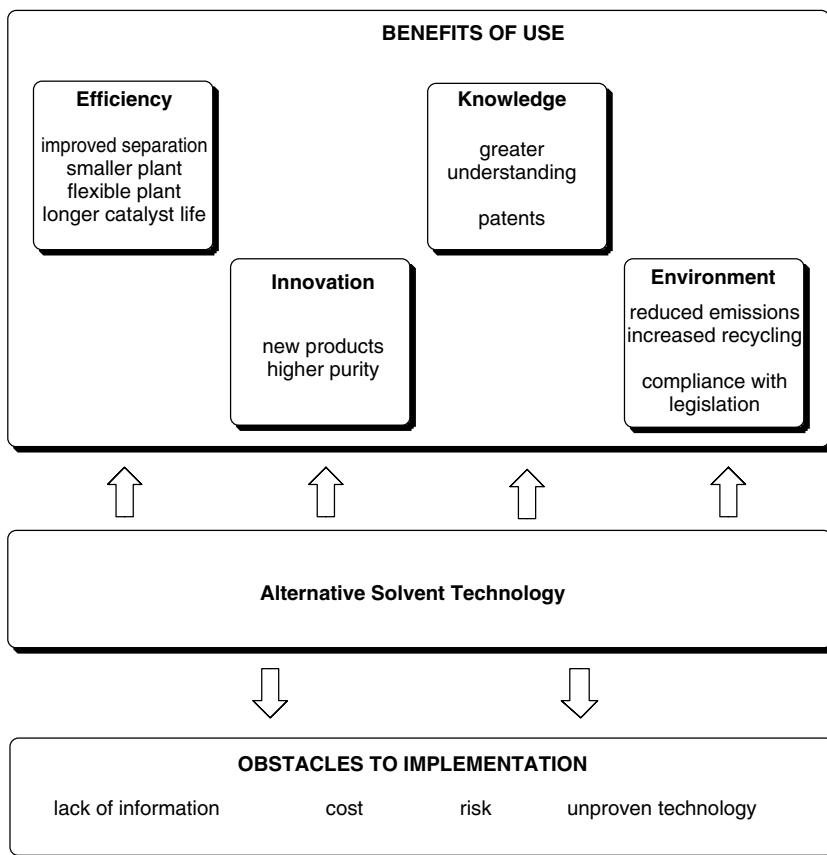 BENEFITS OF USE
Efficiency
improved separation
smaller plant
flexible plant
longer catalyst life
Innovation
new products
higher purity
Knowledge
greater
understanding
patents
Environment
reduced emissions
increased recycling
compliance with
legislation
Alternative Solvent Technology
OBSTACLES TO IMPLEMENTATION
lack of information cost risk unproven technology